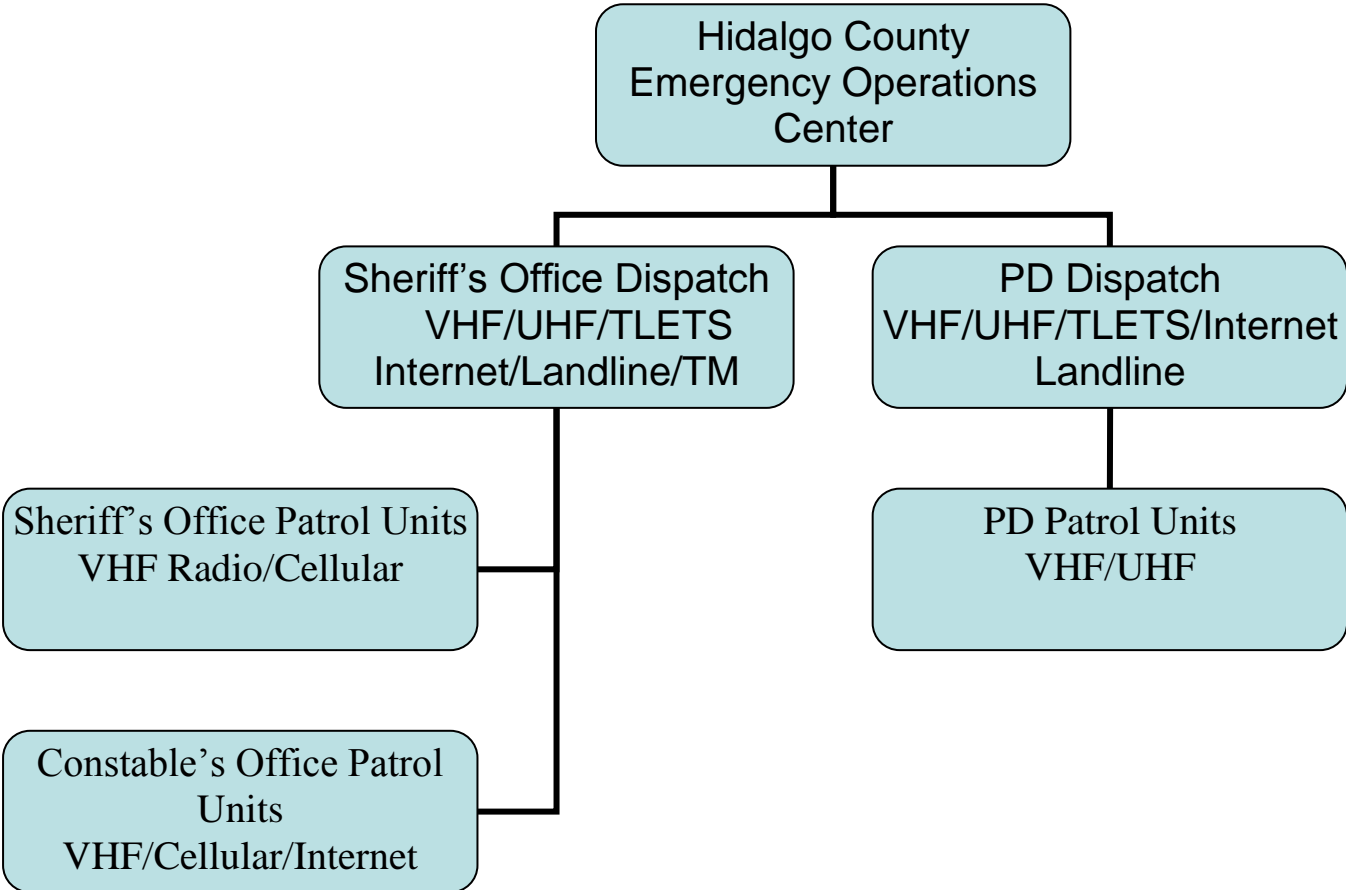 Hidalgo County
Emergency Operations
Center
Sheriff’s Office Dispatch
VHF/UHF/TLETS
Internet/Landline/TM
PD Dispatch
VHF/UHF/TLETS/Internet
Landline
Sheriff’s Office Patrol Units
VHF Radio/Cellular
PD Patrol Units
VHF/UHF
Constable’s Office Patrol
Units
VHF/Cellular/Internet